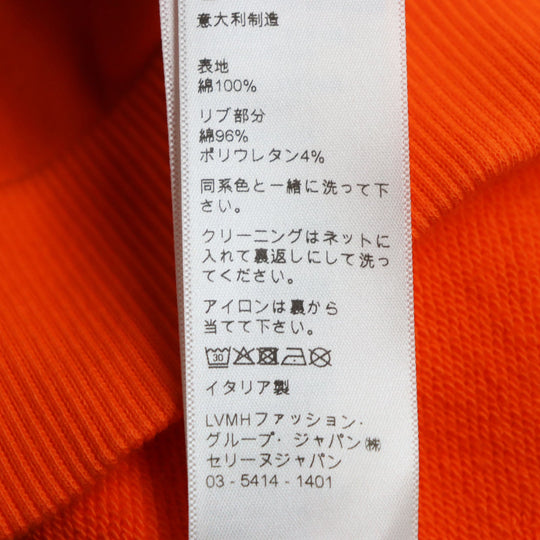 意大利制造
表地
綿100%
リブ部分
綿96%
ポリウレタン4%
同系色と一緒に洗って下
さい。
クリーニングはネットに
入れて裏返しにして洗っ
てください。
アイロンは裏から
当てて下さい。
30
イタリア製
LVMHファッション・
グループ・ジャパン㈱
セリーヌジャパン
03-5414-1401